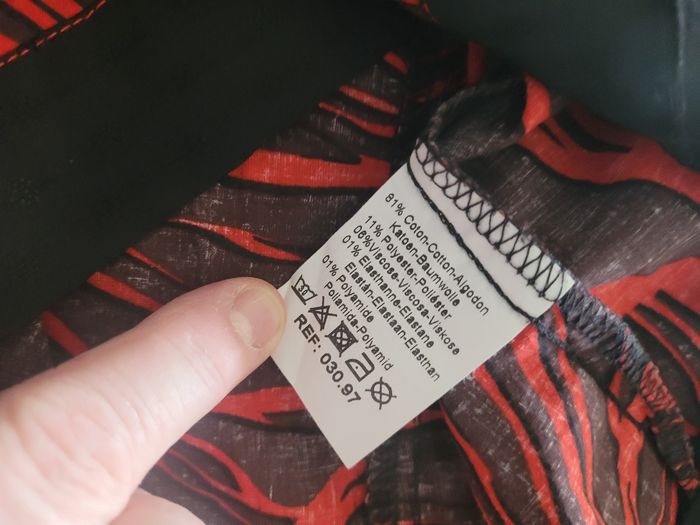 81% Coton-Cotton-Algodon
Katoen-Baumwolle
11% Polyester-Poliéster
06%Viscose-Viscosa-Viskose
01% Elasthanne-Elastane
Elastán-Elastaan-Elasthan
01% Polyamide
Poliamida-Polyamid
30°
REF: 030.97